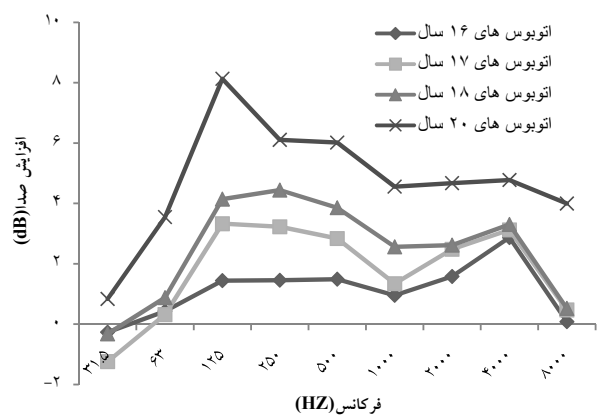 اتوبوس های ۱۶ سال
اتوبوس های ۱۷ سال
اتوبوس های ۱۸ سال
اتوبوس های ۲۰ سال
افزایش صدا(dB)
۱۰
۸
۶
۴
۲
۰
-۲
۳۱.۵ ۶۳ ۱۲۵ ۲۵۰ ۵۰۰ ۱۰۰۰ ۲۰۰۰ ۴۰۰۰ ۸۰۰۰
فرکانس(HZ)